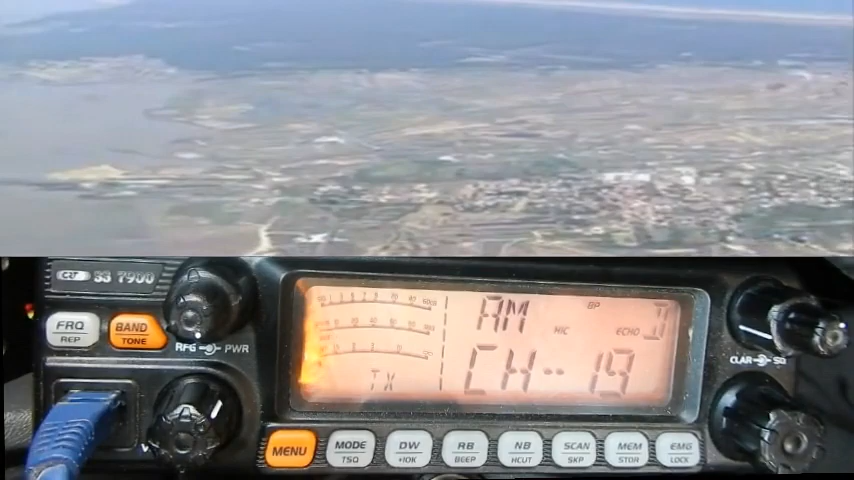 CRT SS 7900
FRQ
REP
BAND
TONE
RFG PWR
AM BP D
MIC ECHO
TX CH--19
CLAR SQ
MENU
MODE
TSQ
DW
+10K
RB
BEEP
NB
HCUT
SCAN
SKP
MEM
STOR
EMG
LOCK